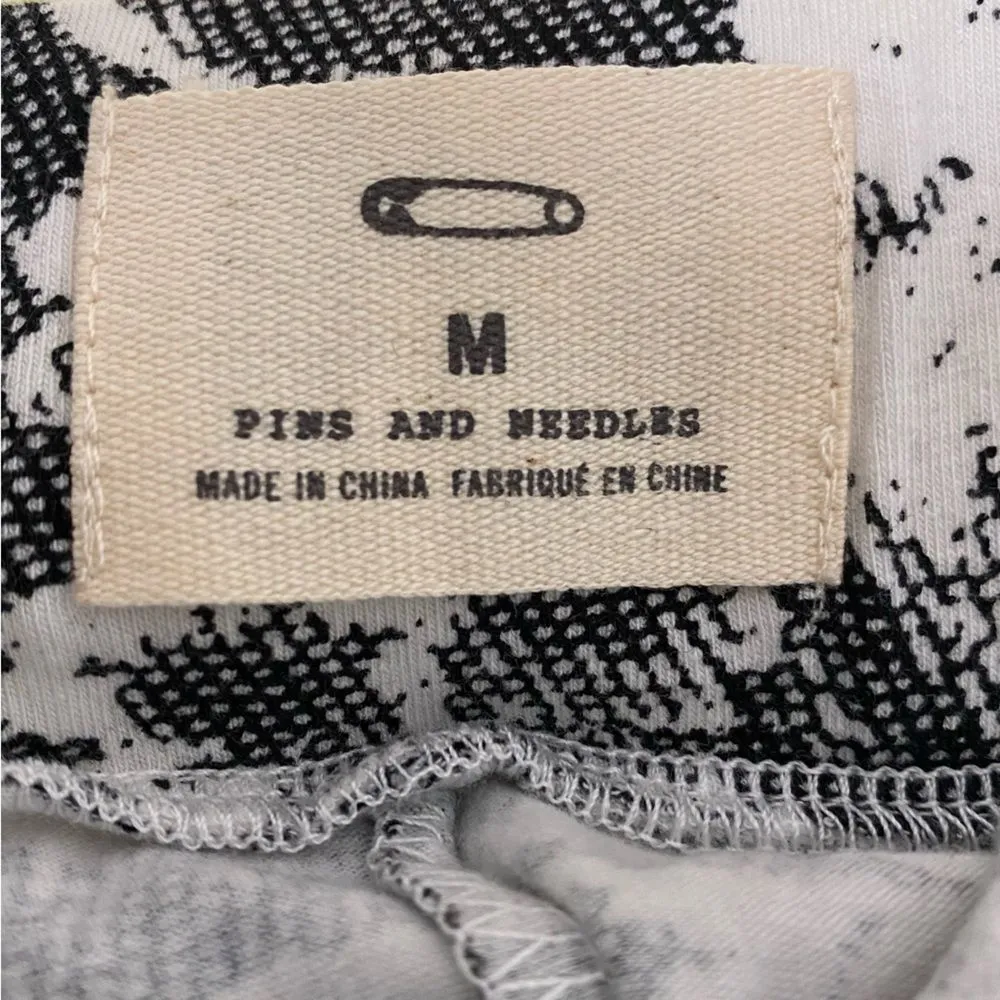 M
PINS AND NEEDLES
MADE IN CHINA FABRIQUÉ EN CHINE